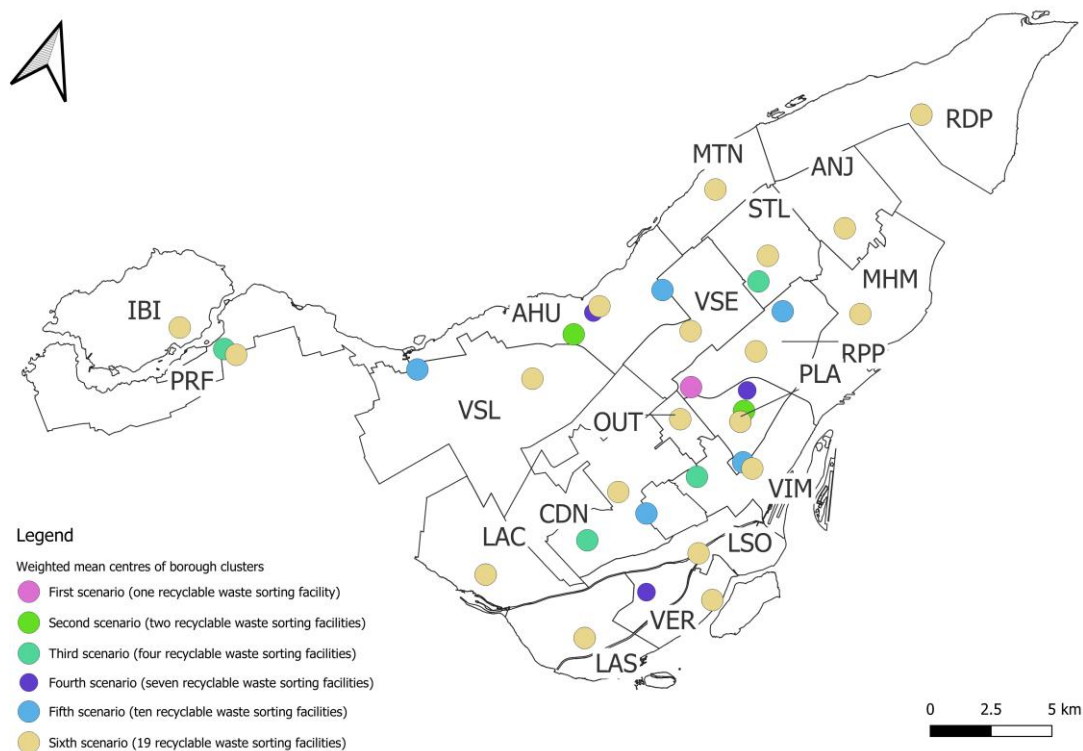 RDP
MTN
ANJ
STL
MHM
IBI
AHU
VSE
RPP
PRF
PLA
VSL
OUT
VIM
CDN
LAC
LSO
VER
LAS
Legend
Weighted mean centres of borough clusters
First scenario (one recyclable waste sorting facility)
Second scenario (two recyclable waste sorting facilities)
Third scenario (four recyclable waste sorting facilities)
Fourth scenario (seven recyclable waste sorting facilities)
Fifth scenario (ten recyclable waste sorting facilities)
Sixth scenario (19 recyclable waste sorting facilities)
0 2.5 5 km